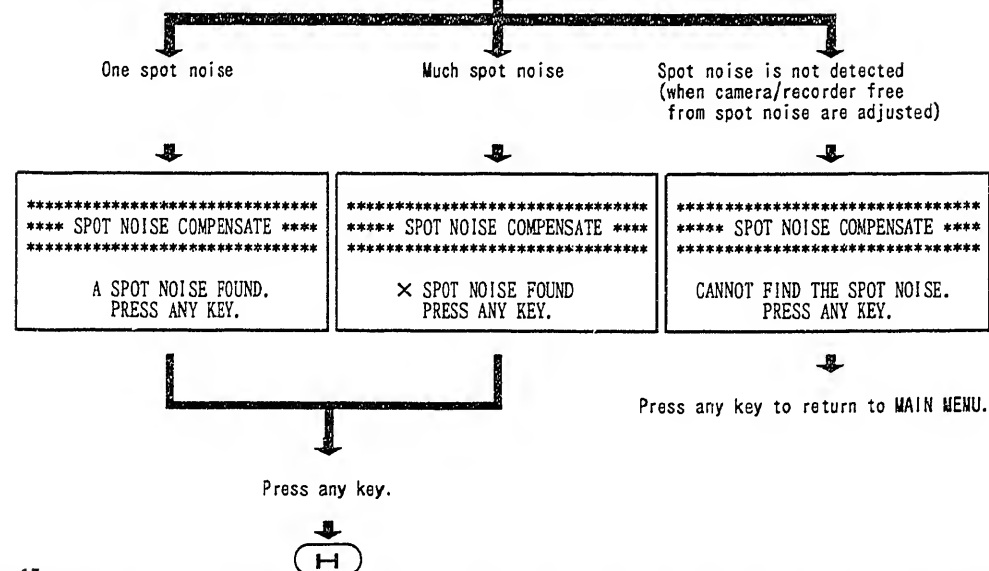 One spot noise
Much spot noise
Spot noise is not detected
(when camera/recorder free
from spot noise are adjusted)
*******************************
**** SPOT NOISE COMPENSATE ****
*******************************
A SPOT NOISE FOUND.
PRESS ANY KEY.
********************************
***** SPOT NOISE COMPENSATE ****
********************************
× SPOT NOISE FOUND
PRESS ANY KEY.
********************************
***** SPOT NOISE COMPENSATE ****
********************************
CANNOT FIND THE SPOT NOISE.
PRESS ANY KEY.
Press any key to return to MAIN MENU.
Press any key.
H